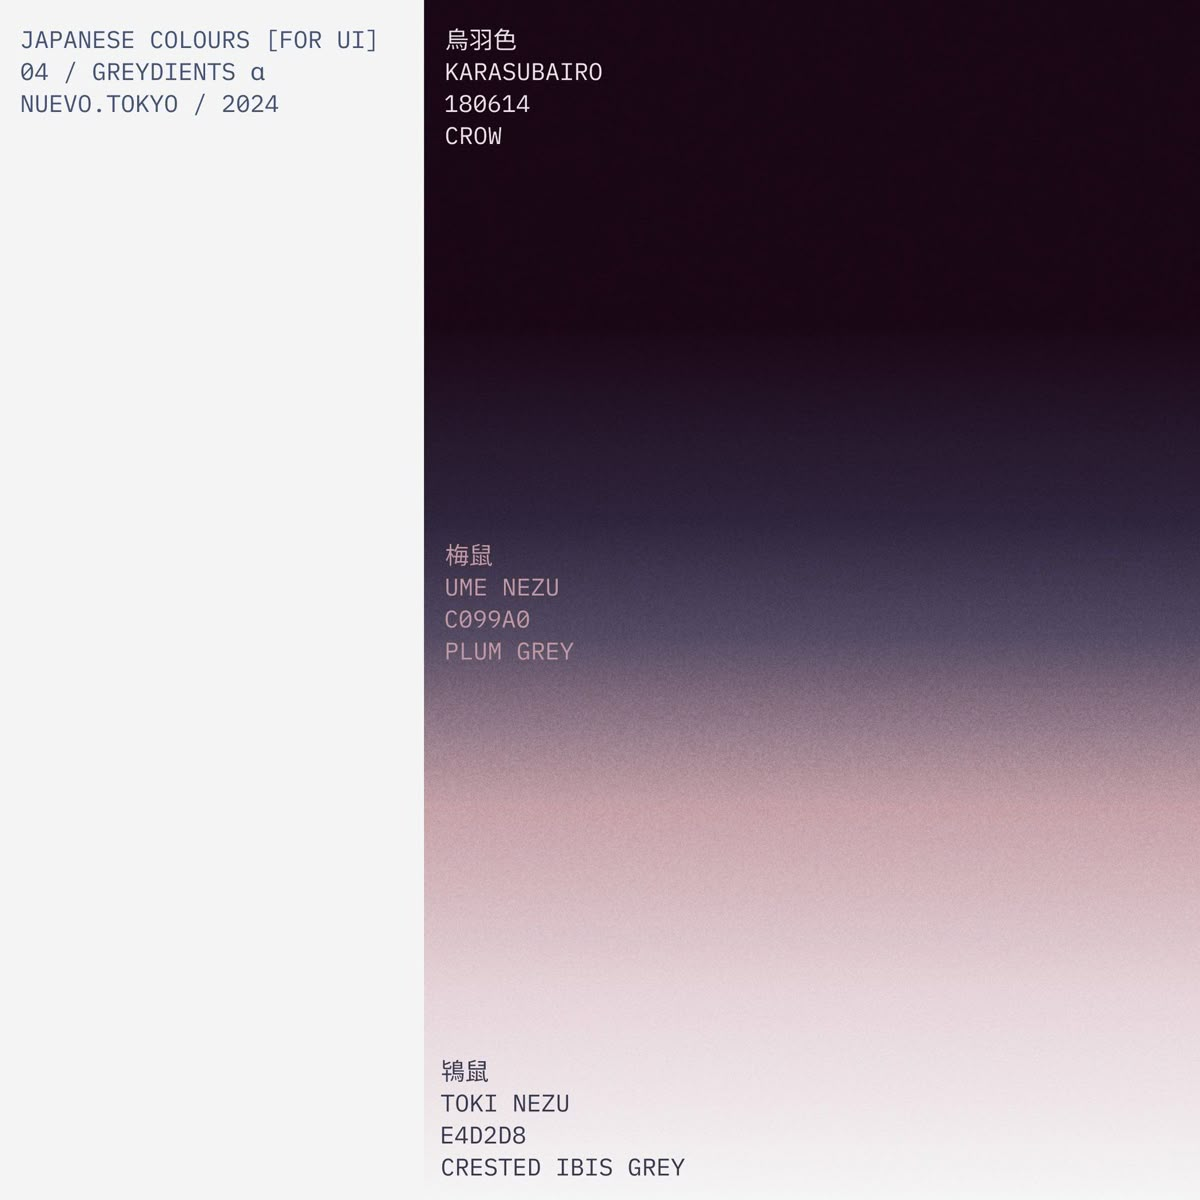 JAPANESE COLOURS [FOR UI]
04 / GREYDIENTS α
NUEVO.TOKYO / 2024
烏羽色
KARASUBAIRO
180614
CROW
梅鼠
UME NEZU
C099A0
PLUM GREY
鴇鼠
TOKI NEZU
E4D2D8
CRESTED IBIS GREY